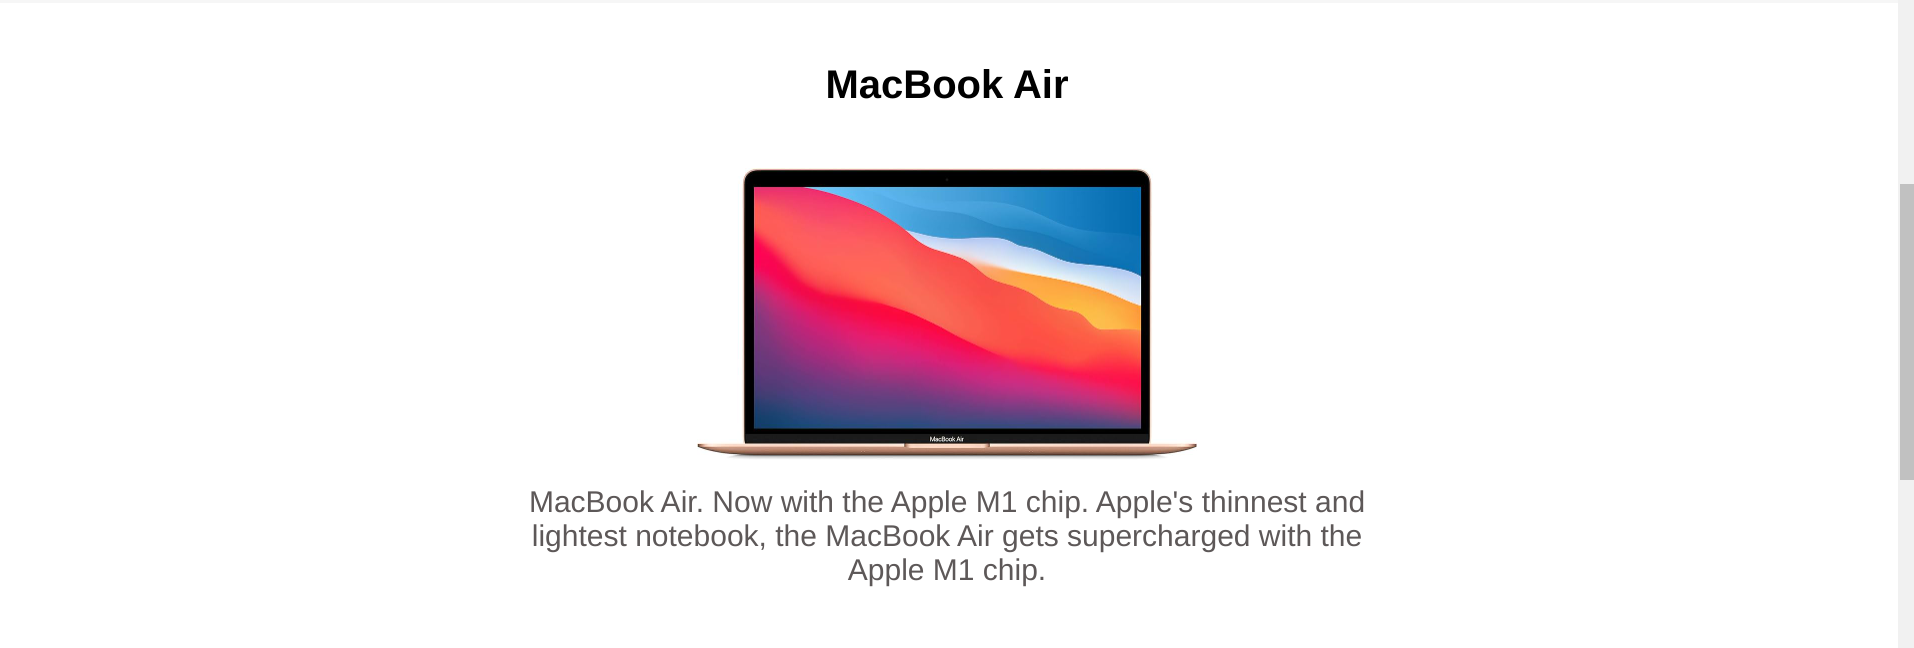 MacBook Air
MacBook Air
MacBook Air. Now with the Apple M1 chip. Apple's thinnest and
lightest notebook, the MacBook Air gets supercharged with the
Apple M1 chip.